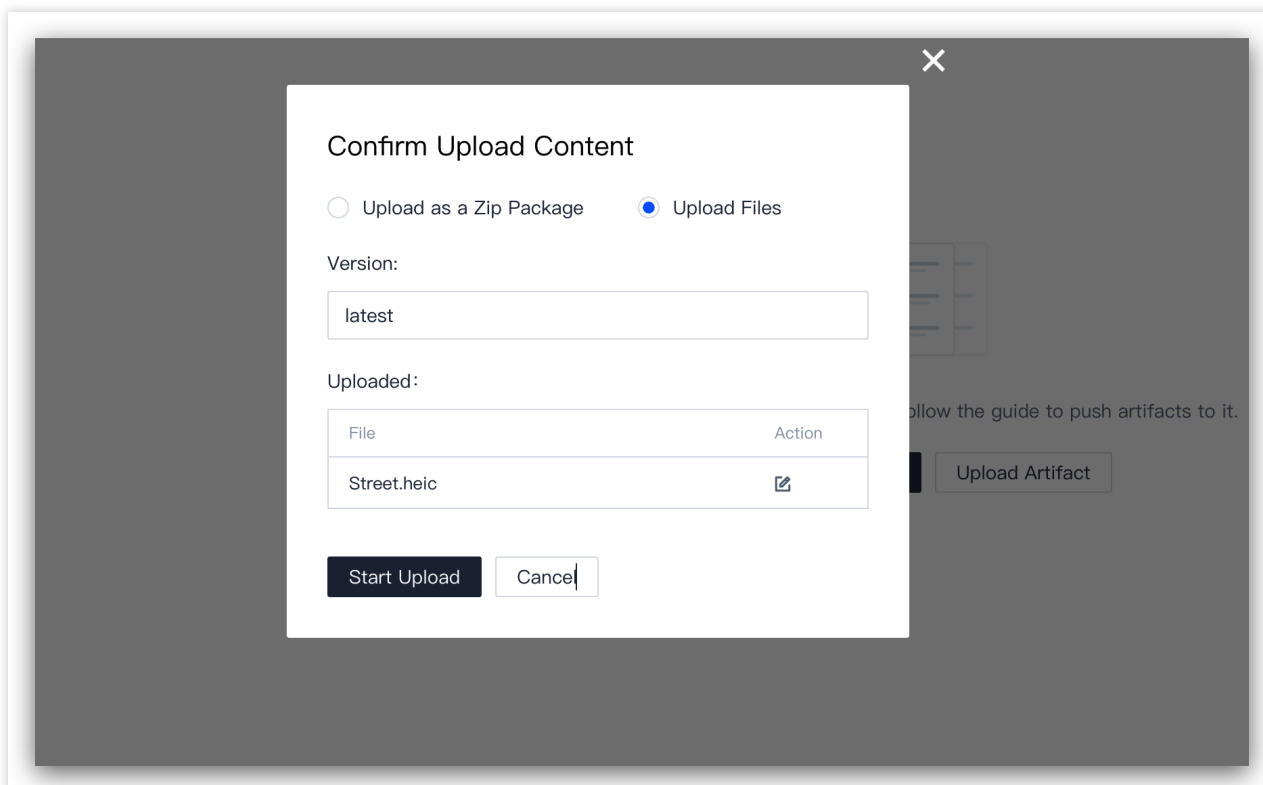 Confirm Upload Content
Upload as a Zip Package Upload Files
Version:
latest
Uploaded：
File Action
Street.heic
Start Upload Cancel
the guide to push artifacts to it.
Upload Artifact